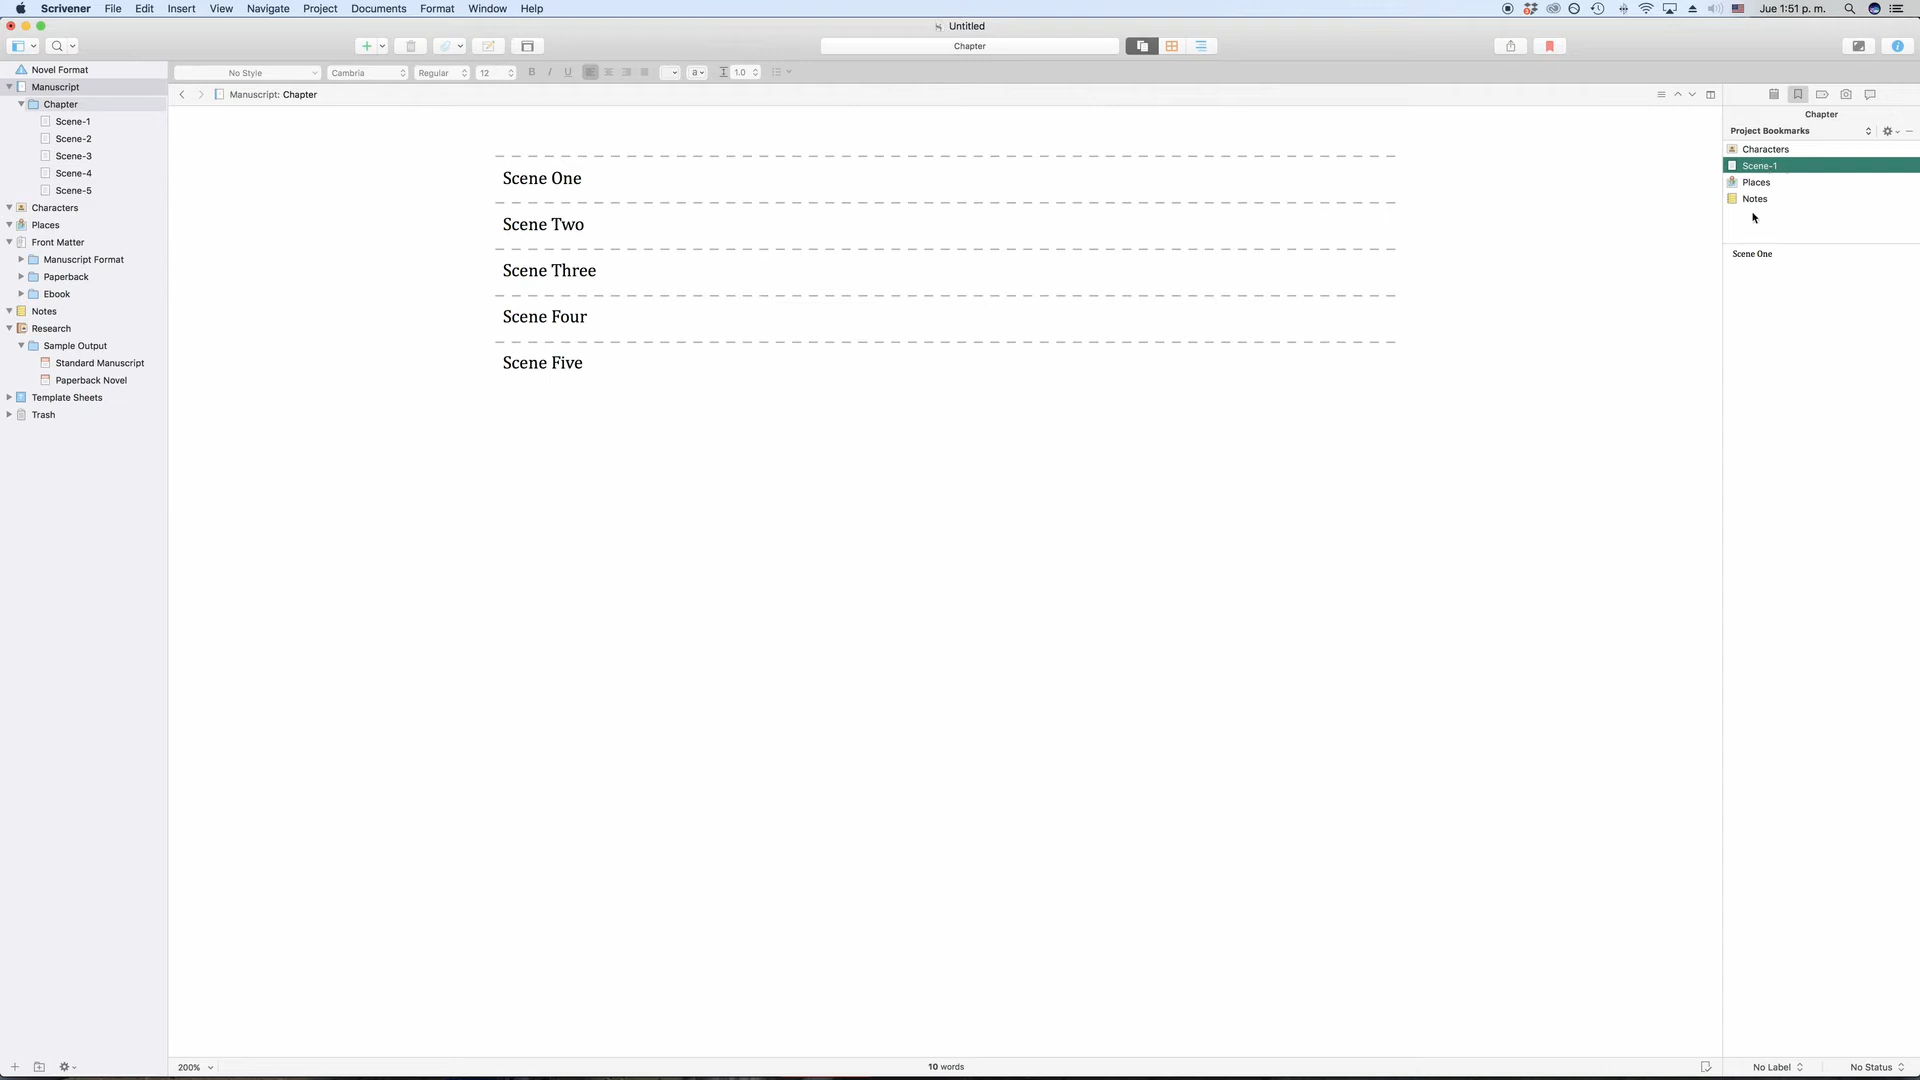 Scrivener File Edit Insert View Navigate Project Documents Format Window Help
Jue 1:51 p. m.
Untitled
Chapter
No Style Cambria Regular 12 B I U a 1.0
Manuscript: Chapter
Novel Format
Manuscript
Chapter
Scene-1
Scene-2
Scene-3
Scene-4
Scene-5
Characters
Places
Front Matter
Manuscript Format
Paperback
Ebook
Notes
Research
Sample Output
Standard Manuscript
Paperback Novel
Template Sheets
Trash
Scene One
Scene Two
Scene Three
Scene Four
Scene Five
Chapter
Project Bookmarks
Characters
Scene-1
Places
Notes
Scene One
200%
10 words
No Label
No Status